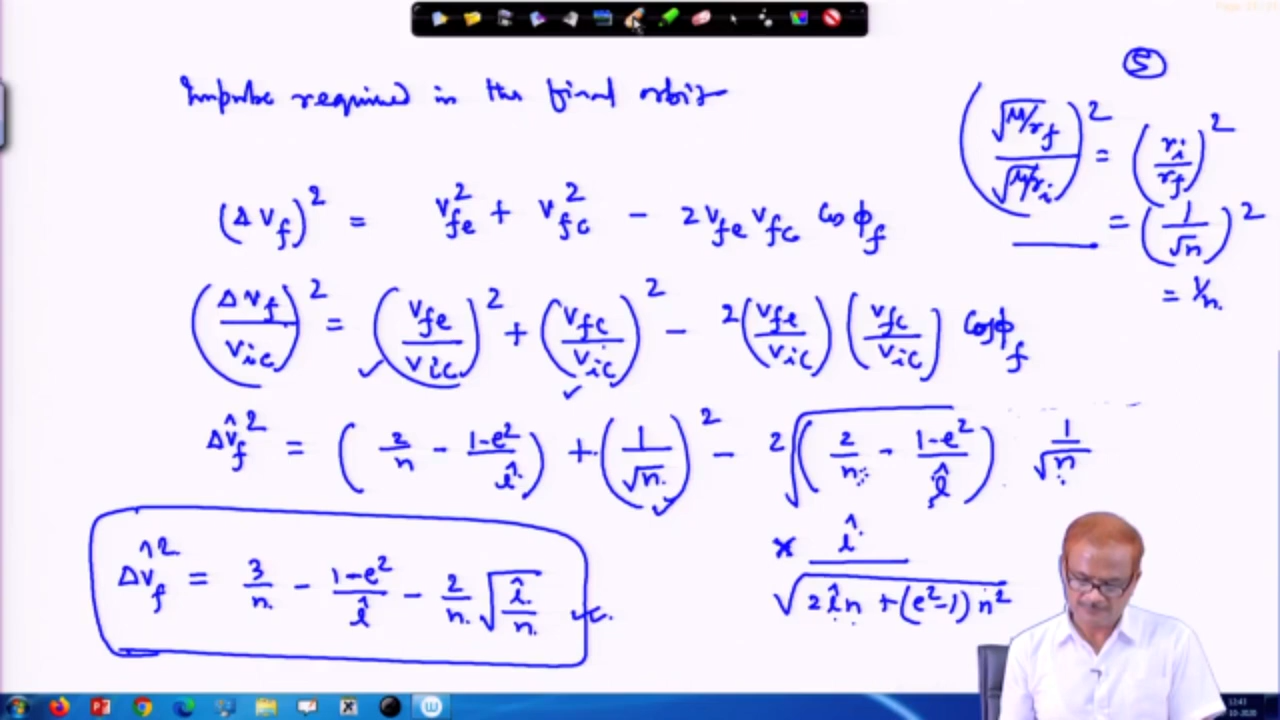 5
Impulse required in the final orbit
(√μ/r_f / √μ/r_i)² = (r_i/r_f)²
= (1/√n)²
= 1/n.
(Δv_f)² = v_fe² + v_fc² - 2 v_fe v_fc cos φ_f
(Δv_f/v_ic)² = (v_fe/v_ic)² + (v_fc/v_ic)² - 2(v_fe/v_ic)(v_fc/v_ic) cosφ_f
Δv̂_f² = (2/n - 1-e²/l̂) + (1/√n)² - 2√(2/n - 1-e²/l̂) 1/√n
× l̂/√2l̂n + (e²-1)n²
Δv̂_f² = 3/n - 1-e²/l̂ - 2/n √l̂/n